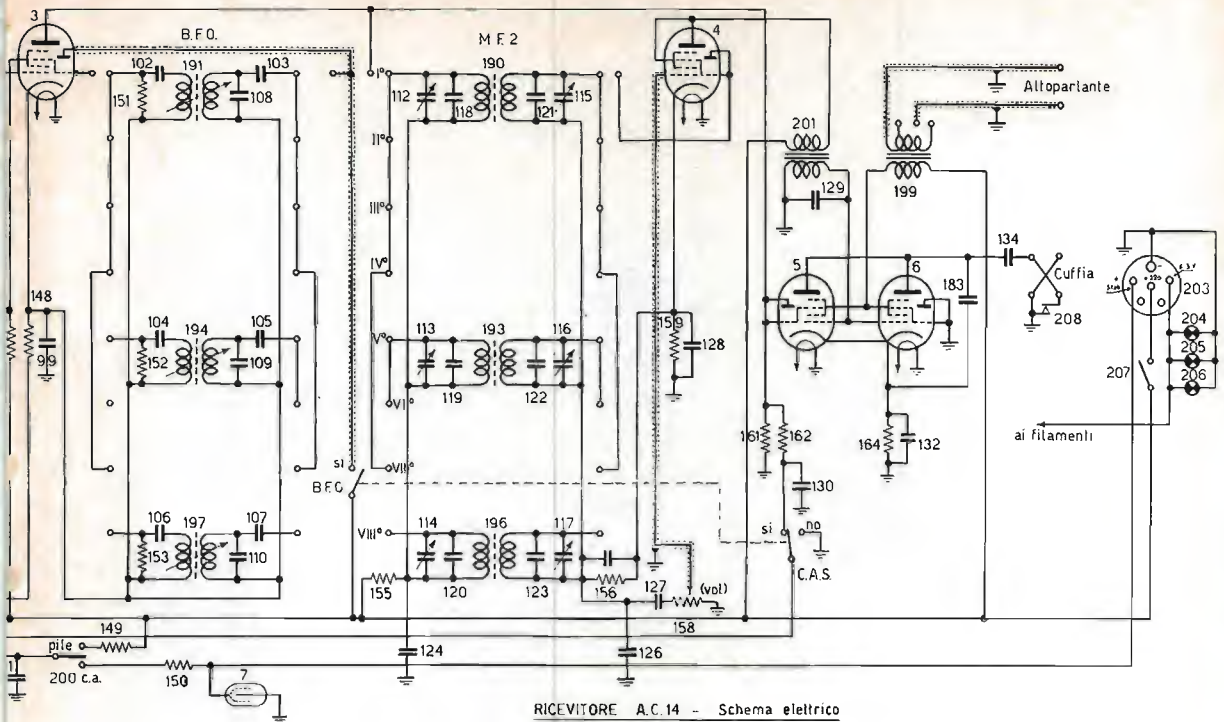 3 B.F.O. M.F.2 4
102 191 103 I° 190
151 108 112 118 121 115 Altoparlante
II° 201
III° 129 199
IV° 5 6 134
148 183 Cuffia 203
99 104 194 105 V° 113 193 116 159 128 208 204
152 109 205
119 122 207 206
VI° 161 162 164 132 ai filamenti
si VII°
B.F.O. 130
106 197 107 VIII° 114 196 117 si no
153 110 155 120 123 156 127 (vol) C.A.S.
149 158
pile 124 126
200 c.a. 150 7
RICEVITORE A.C.14 - Schema elettrico